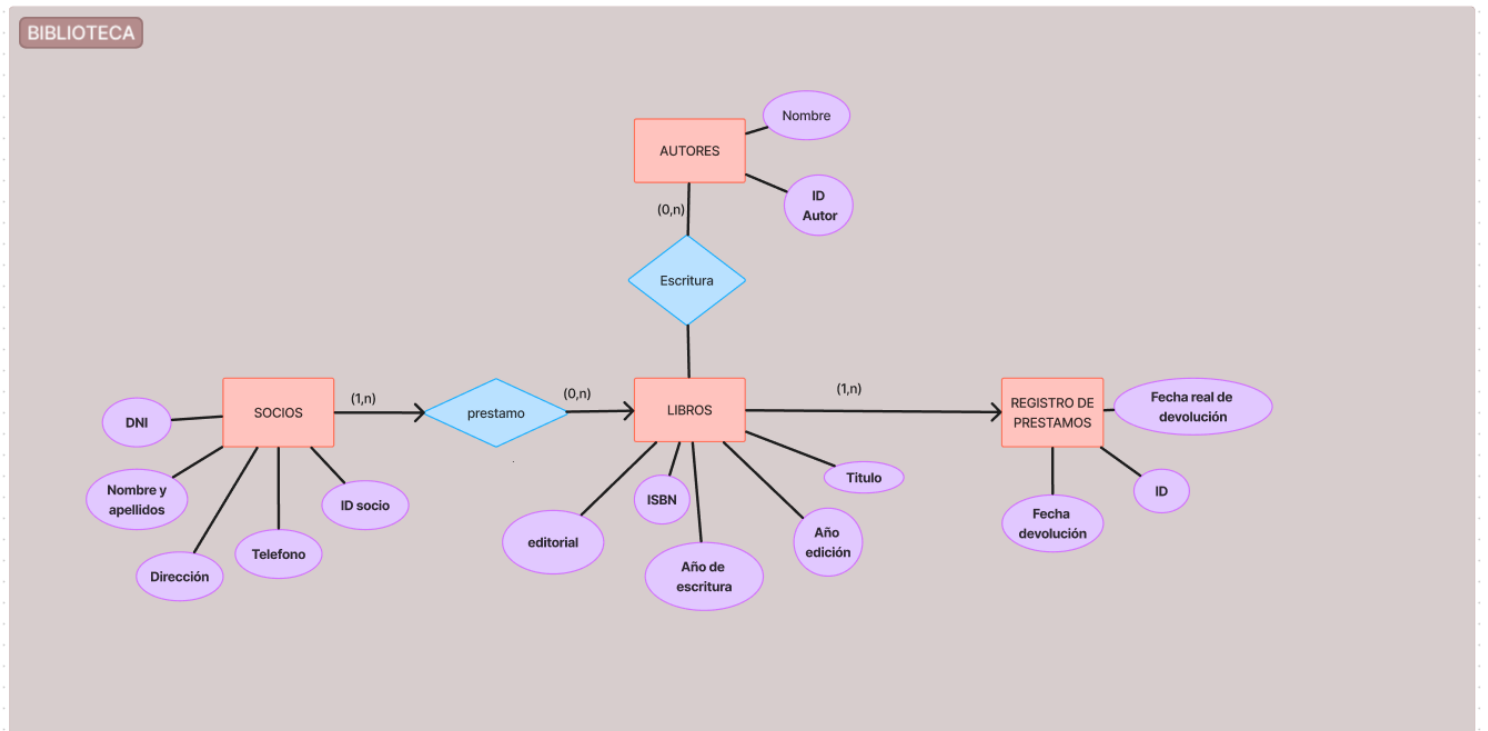 BIBLIOTECA
Nombre
AUTORES
ID
Autor
(0,n)
Escritura
SOCIOS
(1,n)
prestamo
(0,n)
LIBROS
(1,n)
REGISTRO DE
PRESTAMOS
Fecha real de
devolución
DNI
Nombre y
apellidos
Dirección
Telefono
ID socio
editorial
ISBN
Año de
escritura
Año
edición
Titulo
Fecha
devolución
ID